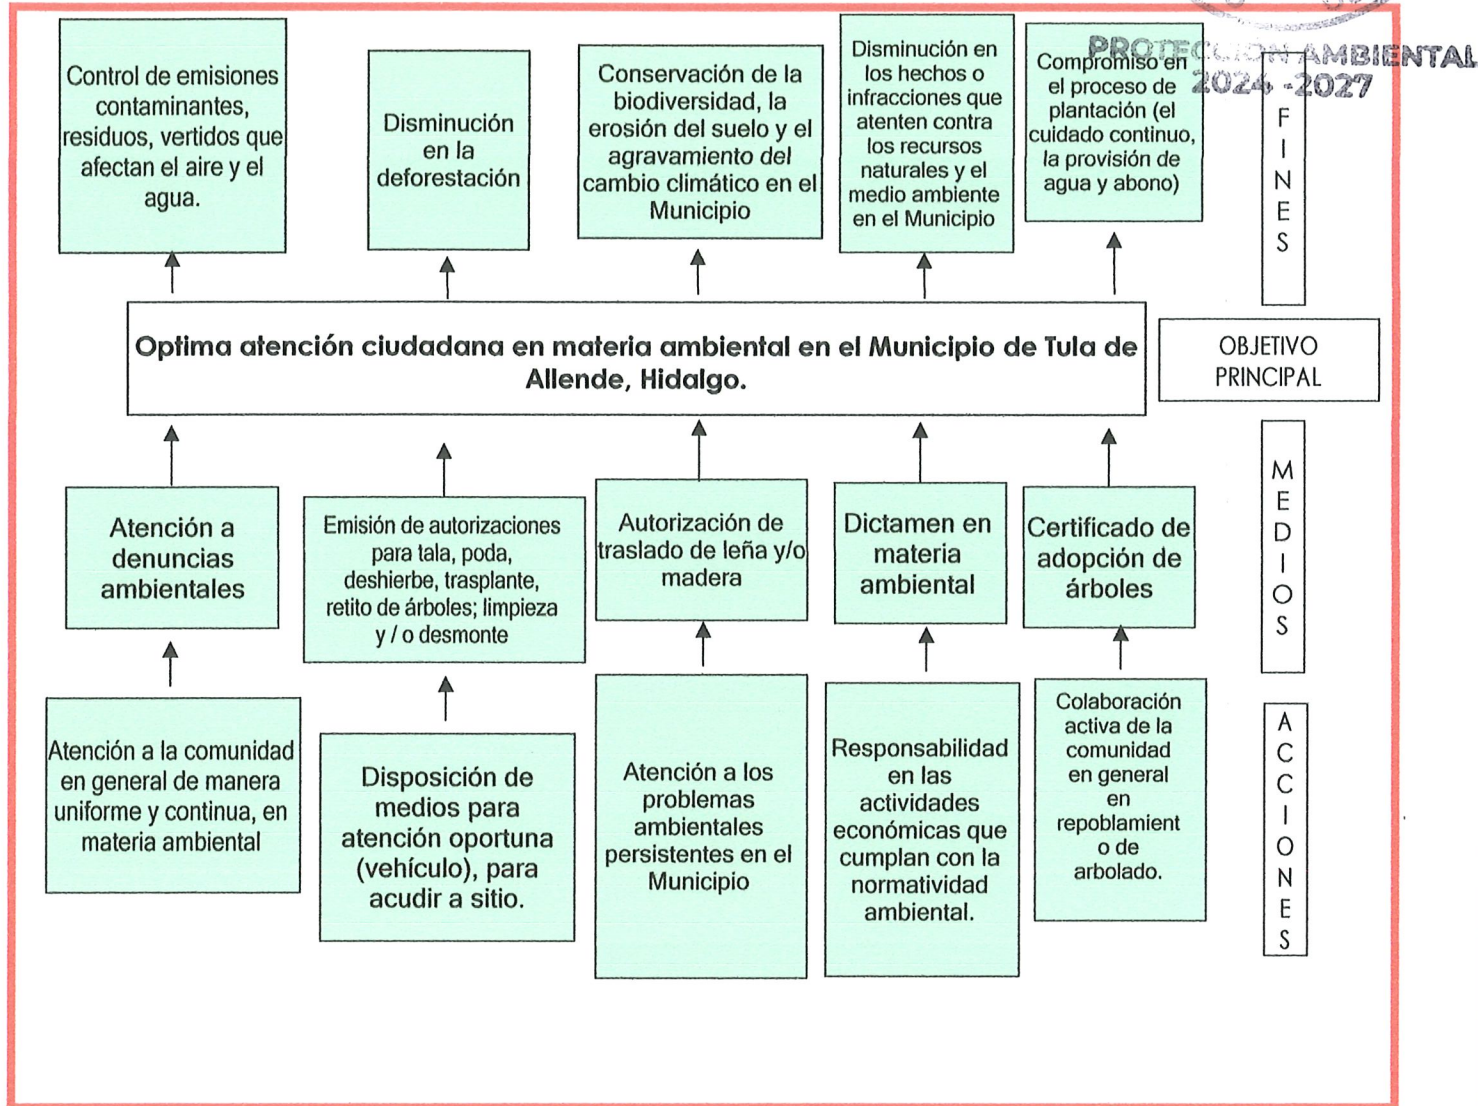 PROTECCIÓN AMBIENTAL
2024 -2027
Control de emisiones
contaminantes,
residuos, vertidos que
afectan el aire y el
agua.
Disminución
en la
deforestación
Conservación de la
biodiversidad, la
erosión del suelo y el
agravamiento del
cambio climático en el
Municipio
Disminución en
los hechos o
infracciones que
atenten contra
los recursos
naturales y el
medio ambiente
en el Municipio
Compromiso en
el proceso de
plantación (el
cuidado continuo,
la provisión de
agua y abono)
FINES
Optima atención ciudadana en materia ambiental en el Municipio de Tula de
Allende, Hidalgo.
OBJETIVO
PRINCIPAL
Atención a
denuncias
ambientales
Emisión de autorizaciones
para tala, poda,
deshierbe, trasplante,
retito de árboles; limpieza
y / o desmonte
Autorización de
traslado de leña y/o
madera
Dictamen en
materia
ambiental
Certificado de
adopción de
árboles
MEDIOS
Atención a la comunidad
en general de manera
uniforme y continua, en
materia ambiental
Disposición de
medios para
atención oportuna
(vehículo), para
acudir a sitio.
Atención a los
problemas
ambientales
persistentes en el
Municipio
Responsabilidad
en las
actividades
económicas que
cumplan con la
normatividad
ambiental.
Colaboración
activa de la
comunidad
en general
en
repoblamient
o de
arbolado.
ACCIONES